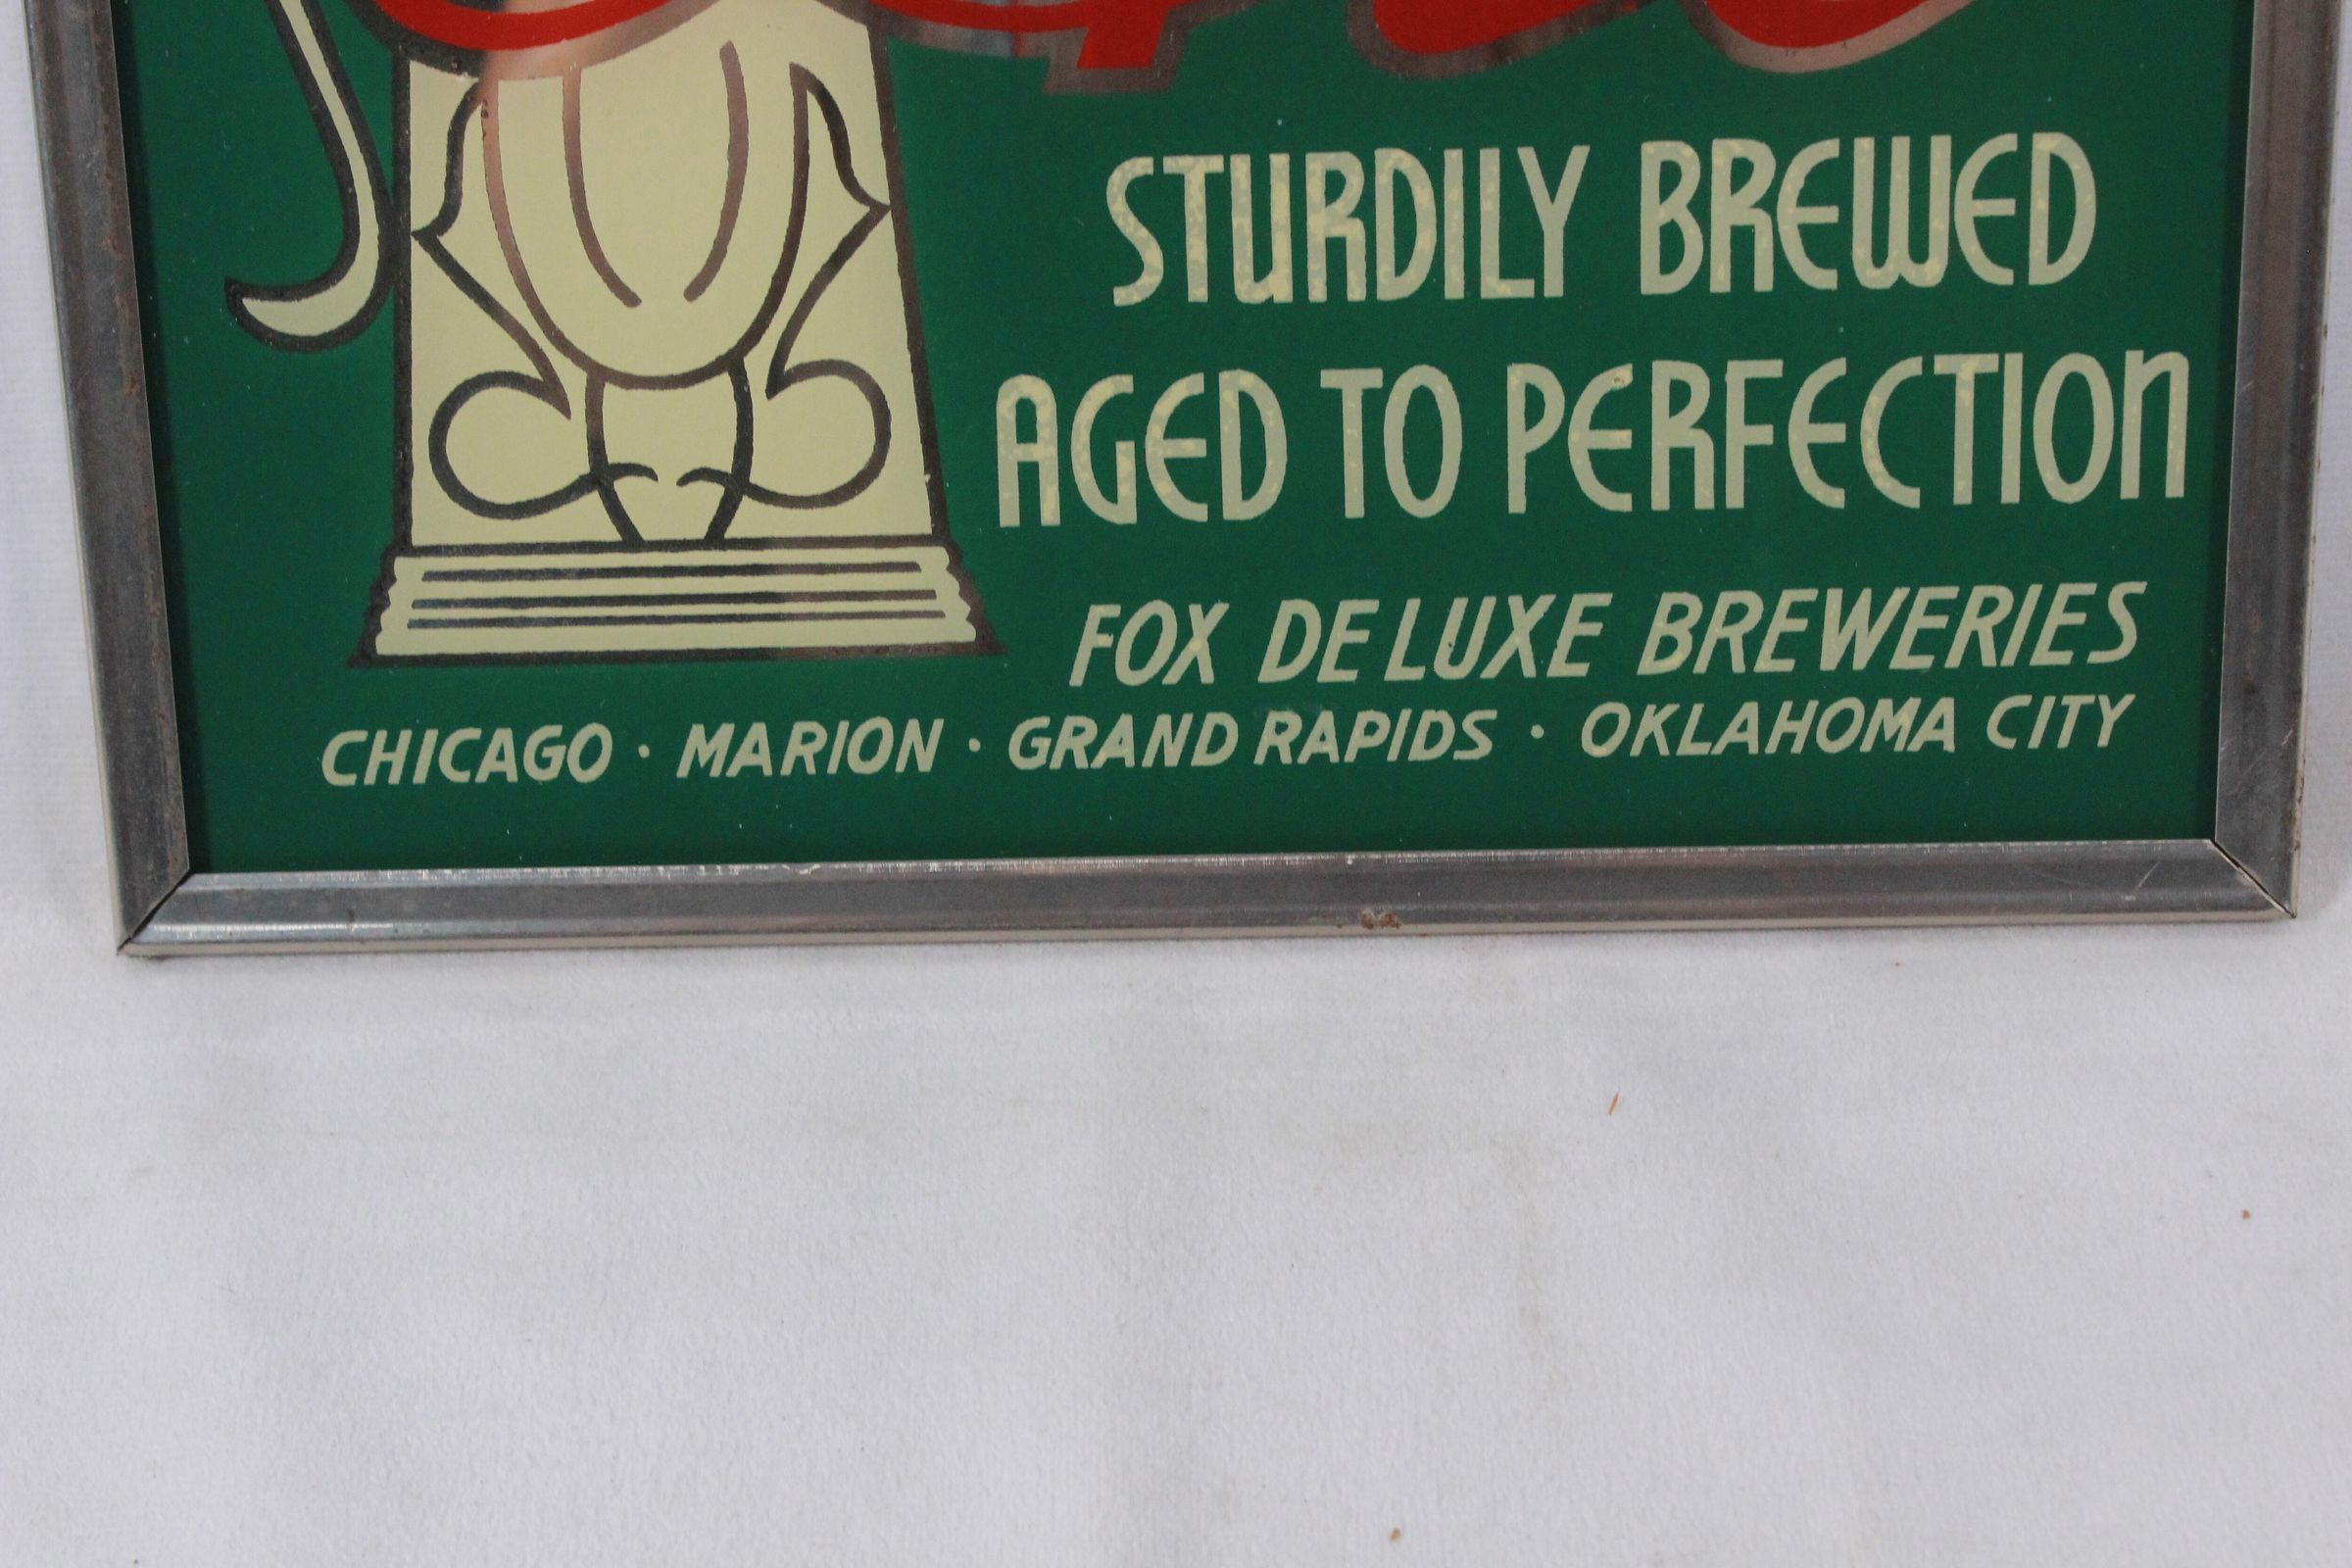 STURDILY BREWED
AGED TO PERFECTION
FOX DE LUXE BREWERIES
CHICAGO · MARION · GRAND RAPIDS · OKLAHOMA CITY